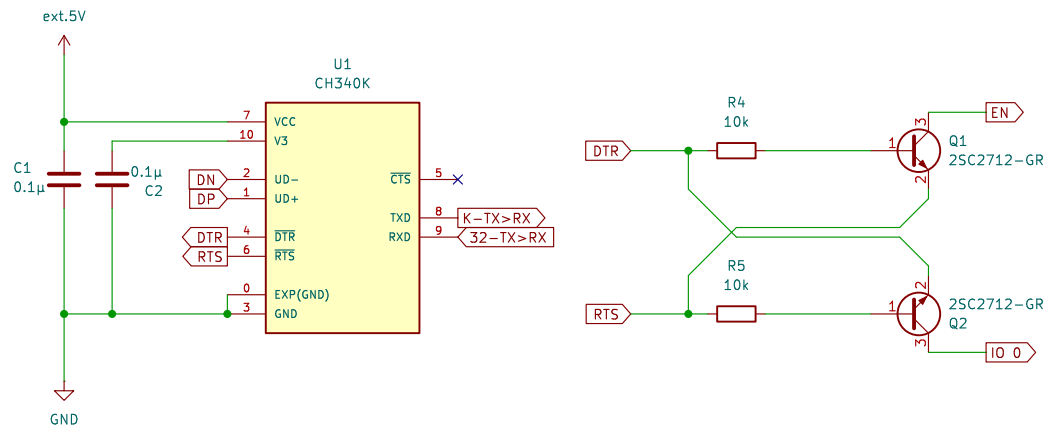 ext.5V
U1
CH340K
7 VCC
10 V3
C1
0.1µ
0.1µ
C2
DN 2 UD-
DP 1 UD+
DTR 4 DTR
RTS 6 RTS
0 EXP(GND)
3 GND
CTS 5
TXD 8 K-TX>RX
RXD 9 32-TX>RX
GND
R4
10k
DTR
1
3
2
EN
Q1
2SC2712-GR
R5
10k
RTS
1
2
3
2SC2712-GR
Q2
IO 0